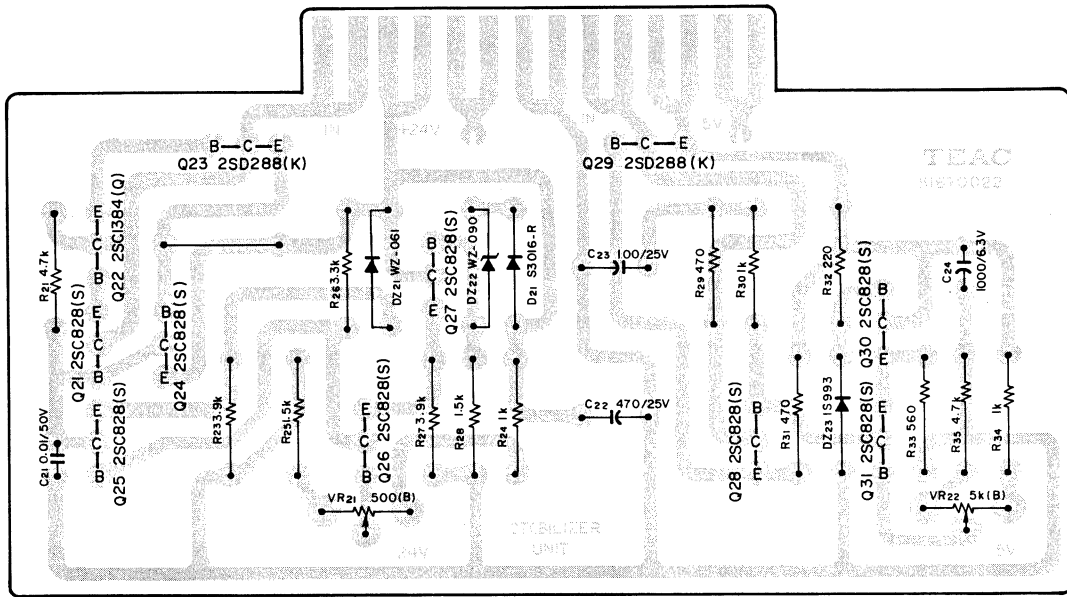 IN
+24V
IN
5V
B—C—E
Q23 2SD288(K)
B—C—E
Q29 2SD288(K)
TEAC
R21 4.7k
E—C—B
Q22 2SC1384(Q)
R26 3.3k
DZ21 WZ-061
B—C—E
Q27 2SC828(S)
DZ22 WZ-090
D21 S3016-R
C23 100/25V
R29 470
R30 1k
R32 220
C24
1000/6.3V
E—C—B
Q21 2SC828(S)
B—C—E
Q24 2SC828(S)
B—C—E
Q30 2SC828(S)
C21 0.01/50V
E—C—B
Q25 2SC828(S)
R23 3.9k
R25 1.5k
E—C—B
Q26 2SC828(S)
R27 3.9k
R28 1.5k
R24 1k
C22 470/25V
B—C—E
Q28 2SC828(S)
R31 470
DZ23 1S993
E—C—B
Q31 2SC828(S)
R33 560
R35 4.7k
R34 1k
VR21 500(B)
VR22 5k(B)
24V
STABILIZER
UNIT
5V